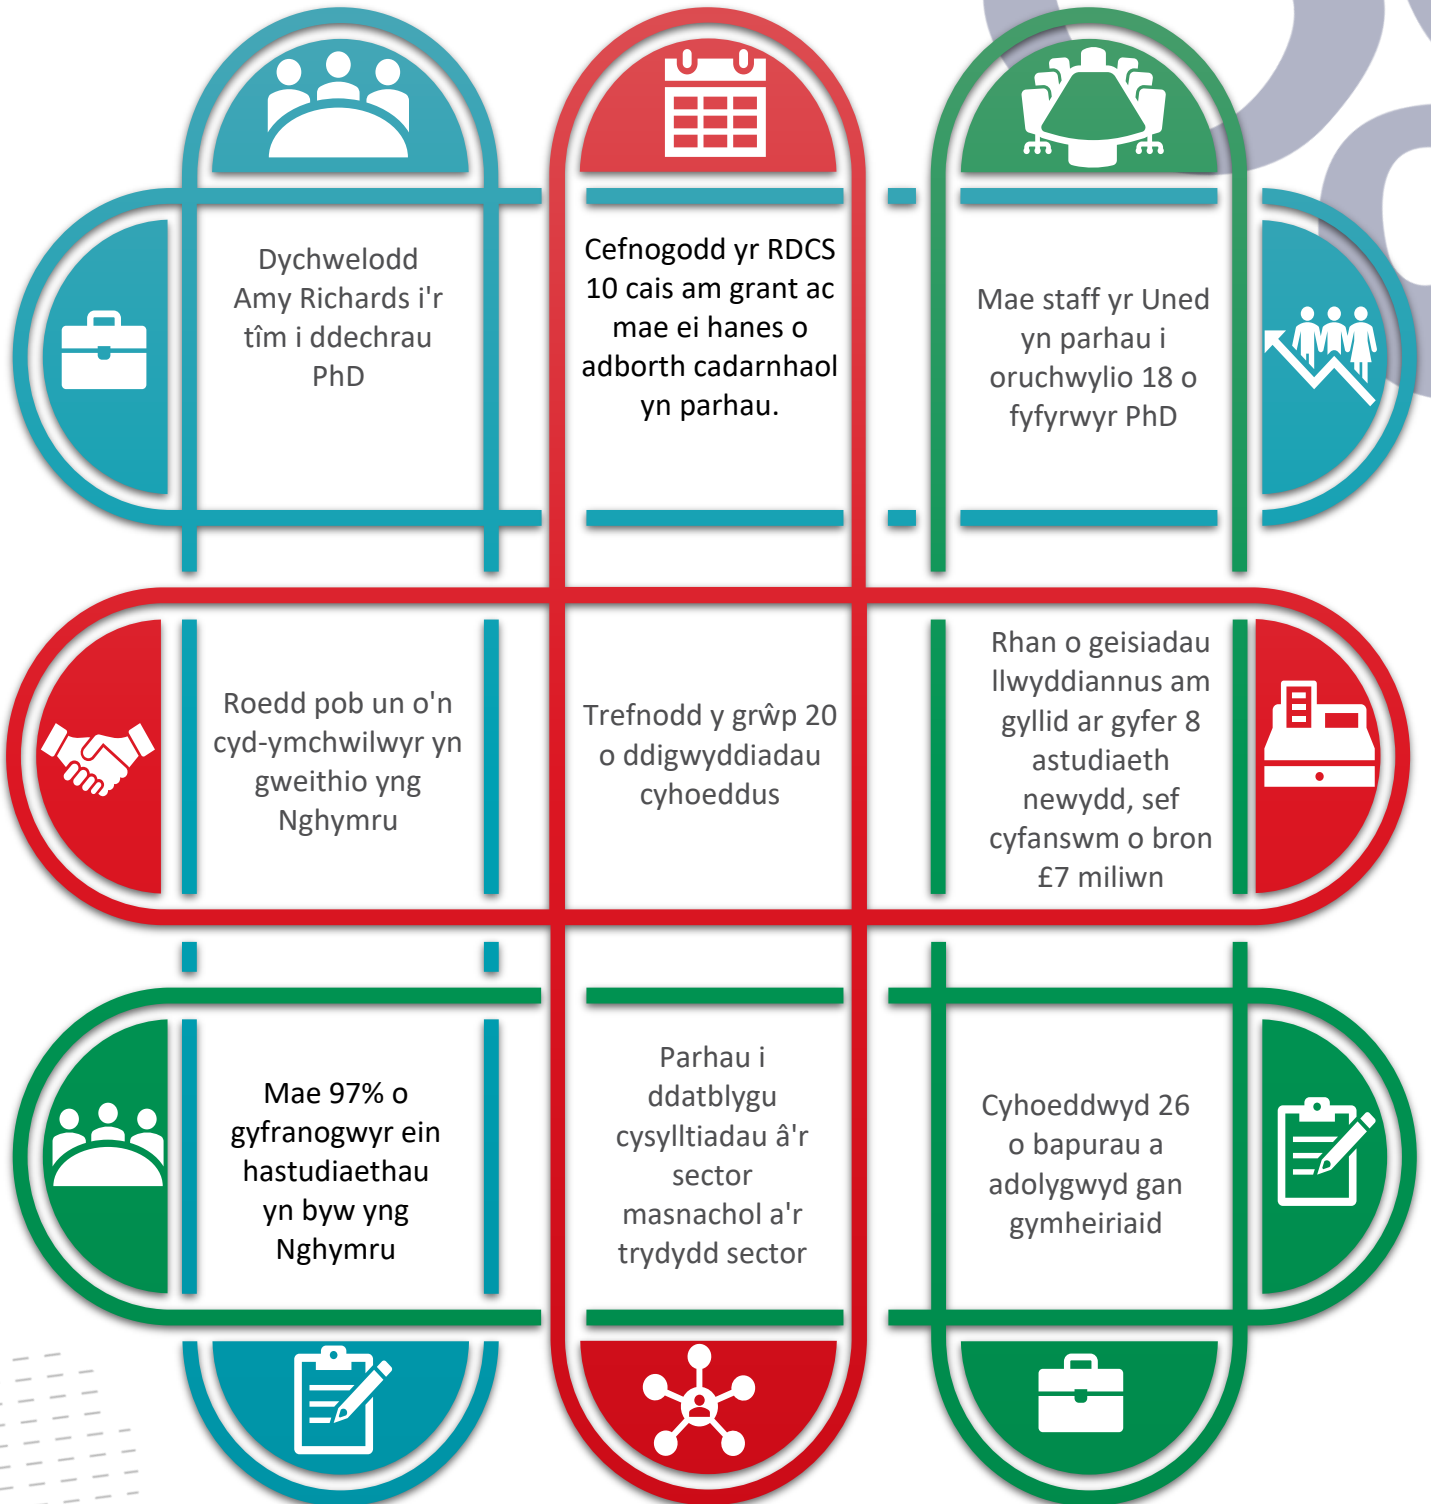 Dychwelodd
Amy Richards i'r
tîm i ddechrau
PhD
Cefnogodd yr RDCS
10 cais am grant ac
mae ei hanes o
adborth cadarnhaol
yn parhau.
Mae staff yr Uned
yn parhau i
oruchwylio 18 o
fyfyrwyr PhD
Roedd pob un o'n
cyd-ymchwilwyr yn
gweithio yng
Nghymru
Trefnodd y grŵp 20
o ddigwyddiadau
cyhoeddus
Rhan o geisiadau
llwyddiannus am
gyllid ar gyfer 8
astudiaeth
newydd, sef
cyfanswm o bron
£7 miliwn
Mae 97% o
gyfranogwyr ein
hastudiaethau
yn byw yng
Nghymru
Parhau i
ddatblygu
cysylltiadau â'r
sector
masnachol a'r
trydydd sector
Cyhoeddwyd 26
o bapurau a
adolygwyd gan
gymheiriaid